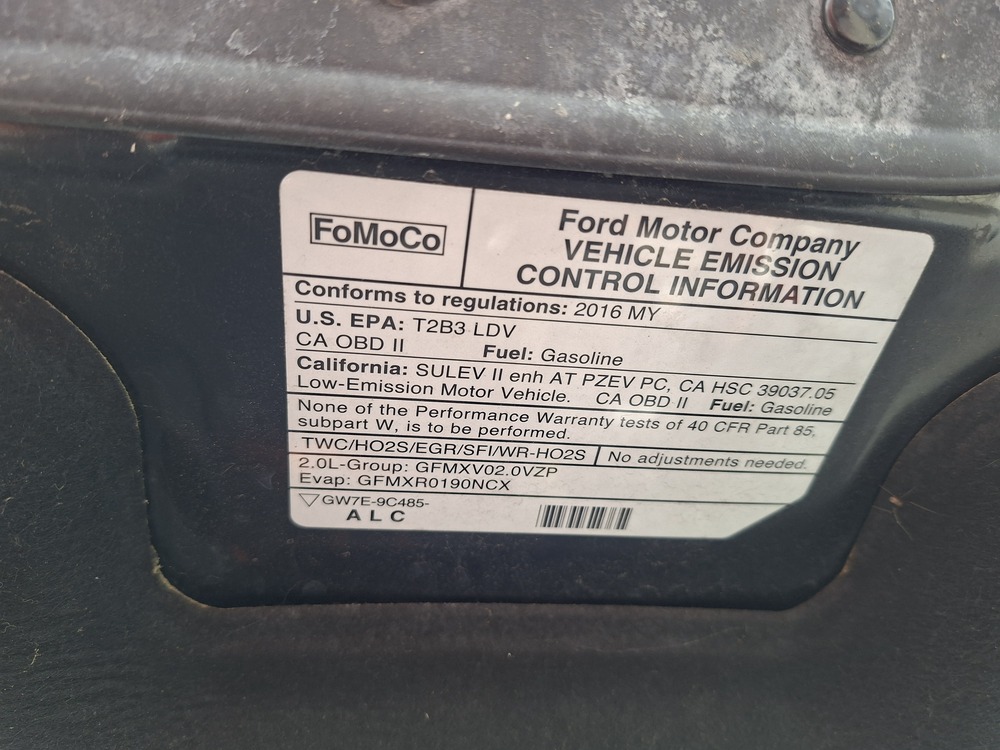 FoMoCo
Ford Motor Company
VEHICLE EMISSION
CONTROL INFORMATION
Conforms to regulations: 2016 MY
U.S. EPA: T2B3 LDV
CA OBD II Fuel: Gasoline
California: SULEV II enh AT PZEV PC, CA HSC 39037.05
Low-Emission Motor Vehicle. CA OBD II Fuel: Gasoline
None of the Performance Warranty tests of 40 CFR Part 85,
subpart W, is to be performed.
TWC/HO2S/EGR/SFI/WR-HO2S No adjustments needed.
2.0L-Group: GFMXV02.0VZP
Evap: GFMXR0190NCX
GW7E-9C485-
A L C